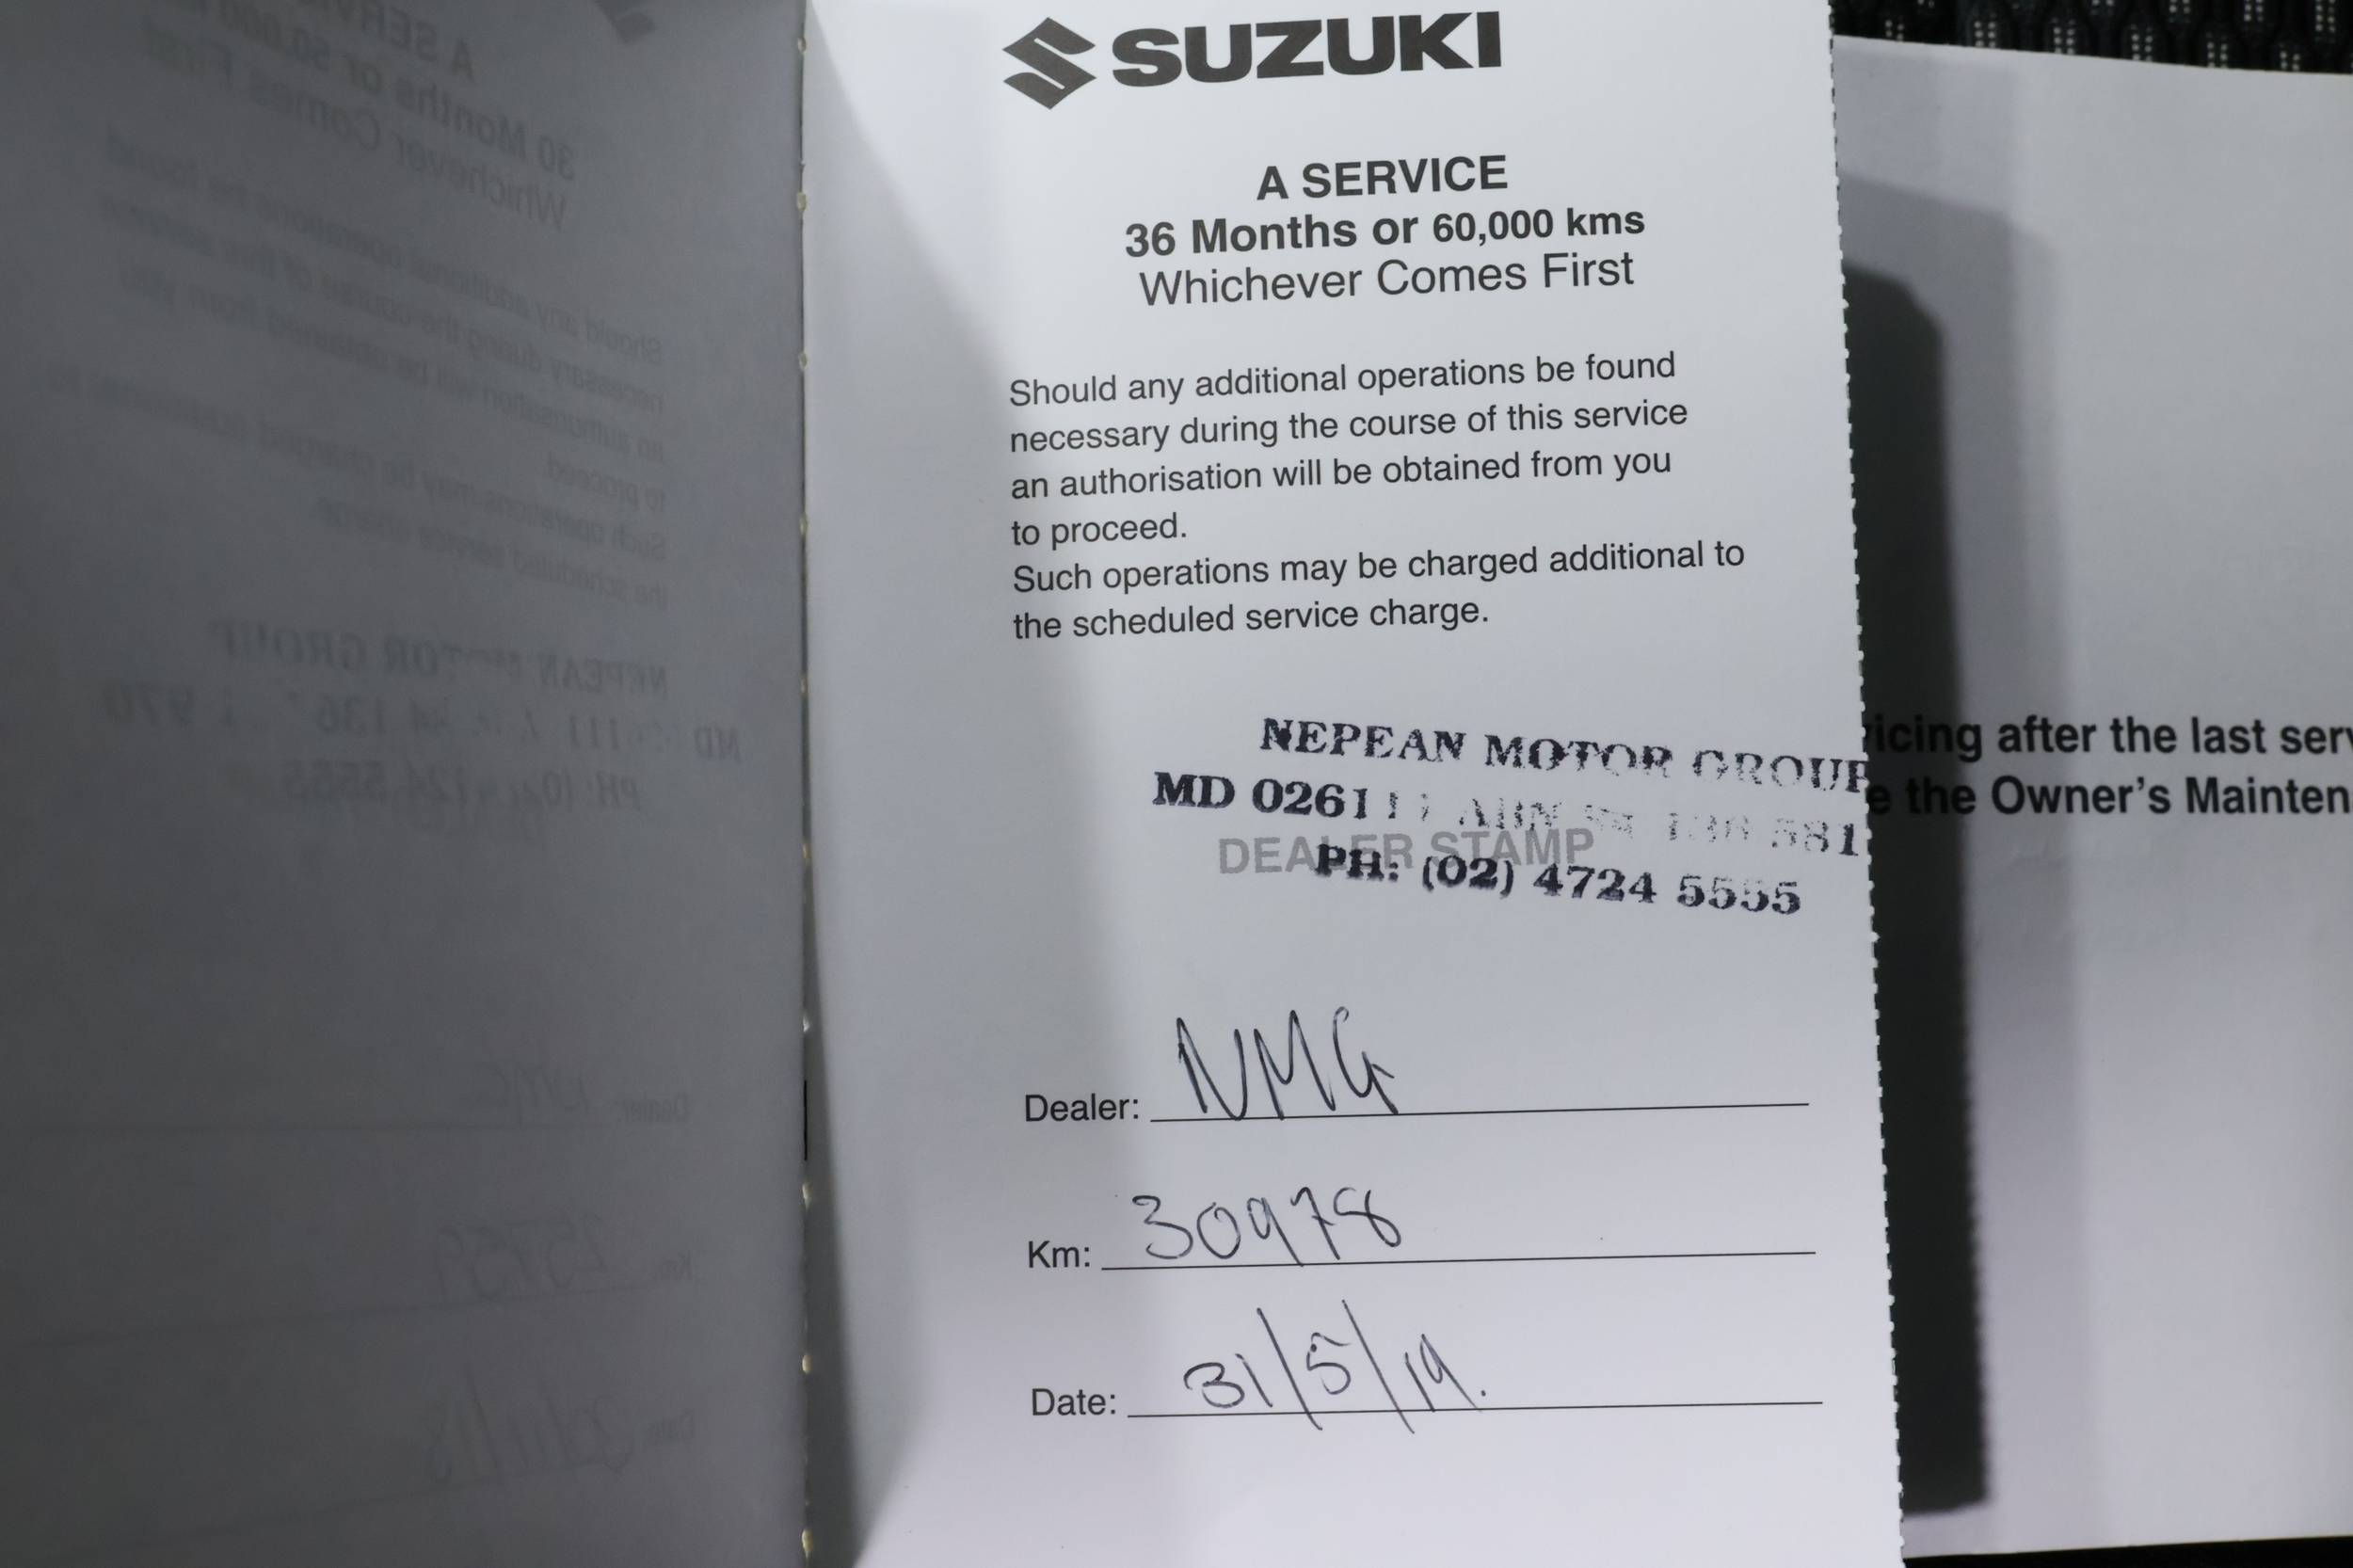 SUZUKI
A SERVICE
36 Months or 60,000 kms
Whichever Comes First
Should any additional operations be found
necessary during the course of this service
an authorisation will be obtained from you
to proceed.
Such operations may be charged additional to
the scheduled service charge.
NEPEAN MOTOR GROUP
MD 0261 ABN 581
DEALER STAMP
PH: (02) 4724 5555
Dealer: NMG
Km: 30978
Date: 31/5/19.
icing after the last serv
e the Owner's Mainten